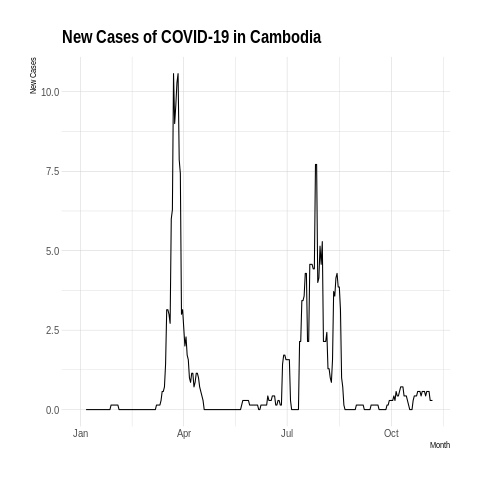 New Cases of COVID-19 in Cambodia
New Cases
10.0
7.5
5.0
2.5
0.0
Jan Apr Jul Oct
Month